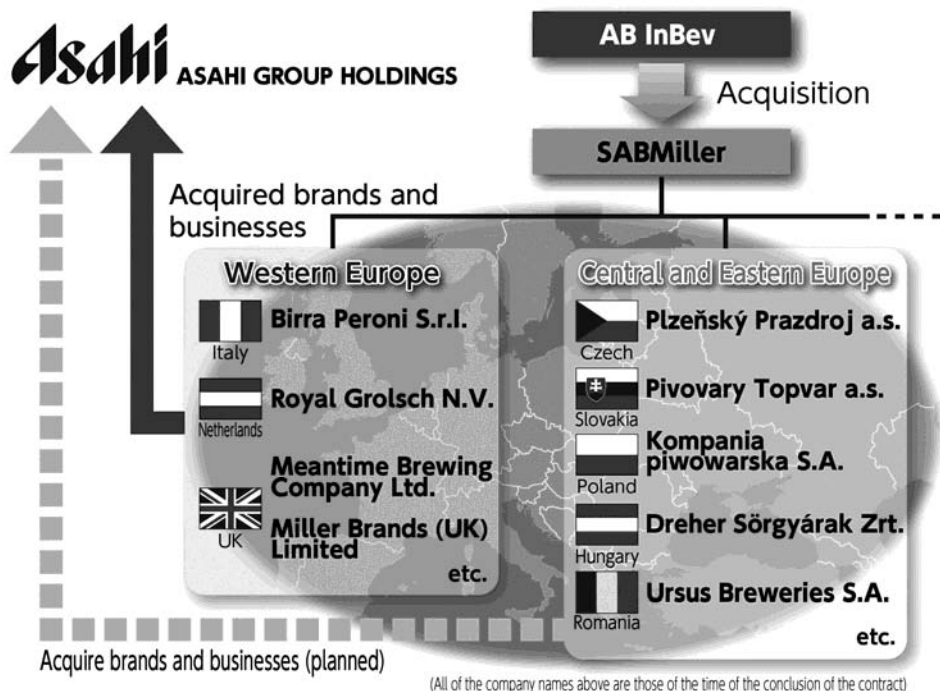 Asahi ASAHI GROUP HOLDINGS
AB InBev
Acquisition
SABMiller
Acquired brands and
businesses
Western Europe
Birra Peroni S.r.l.
Italy
Royal Grolsch N.V.
Netherlands
Meantime Brewing
Company Ltd.
UK
Miller Brands (UK)
Limited
etc.
Central and Eastern Europe
Plzeňský Prazdroj a.s.
Czech
Pivovary Topvar a.s.
Slovakia
Kompania
piwowarska S.A.
Poland
Dreher Sörgyárak Zrt.
Hungary
Ursus Breweries S.A.
Romania
etc.
Acquire brands and businesses (planned)
(All of the company names above are those of the time of the conclusion of the contract)